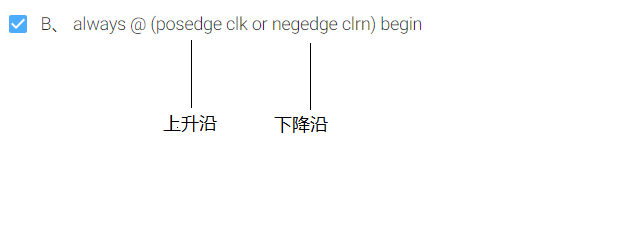 B、 always @ (posedge clk or negedge clrn) begin
上升沿 下降沿